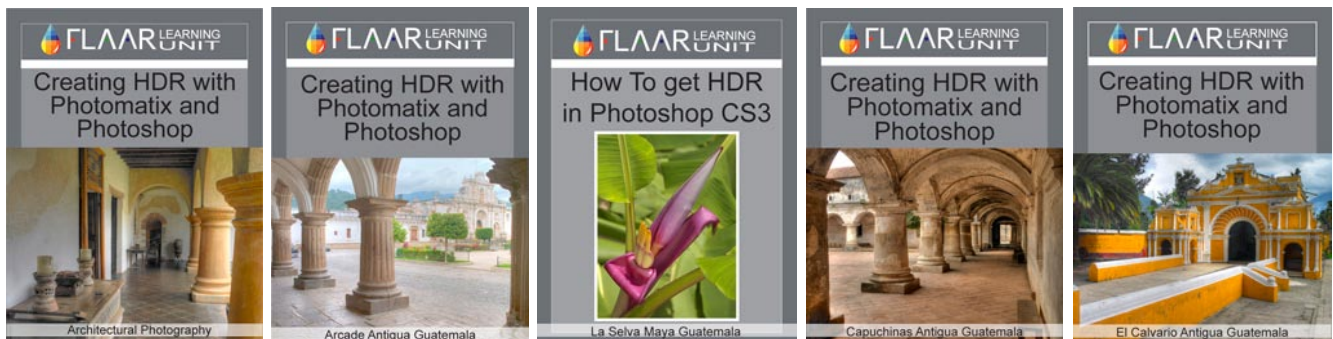 FLAAR LEARNING UNIT
Creating HDR with
Photomatix and
Photoshop
Architectural Photography
FLAAR LEARNING UNIT
Creating HDR with
Photomatix and
Photoshop
Arcade Antigua Guatemala
FLAAR LEARNING UNIT
How To get HDR
in Photoshop CS3
La Selva Maya Guatemala
FLAAR LEARNING UNIT
Creating HDR with
Photomatix and
Photoshop
Capuchinas Antigua Guatemala
FLAAR LEARNING UNIT
Creating HDR with
Photomatix and
Photoshop
El Calvario Antigua Guatemala